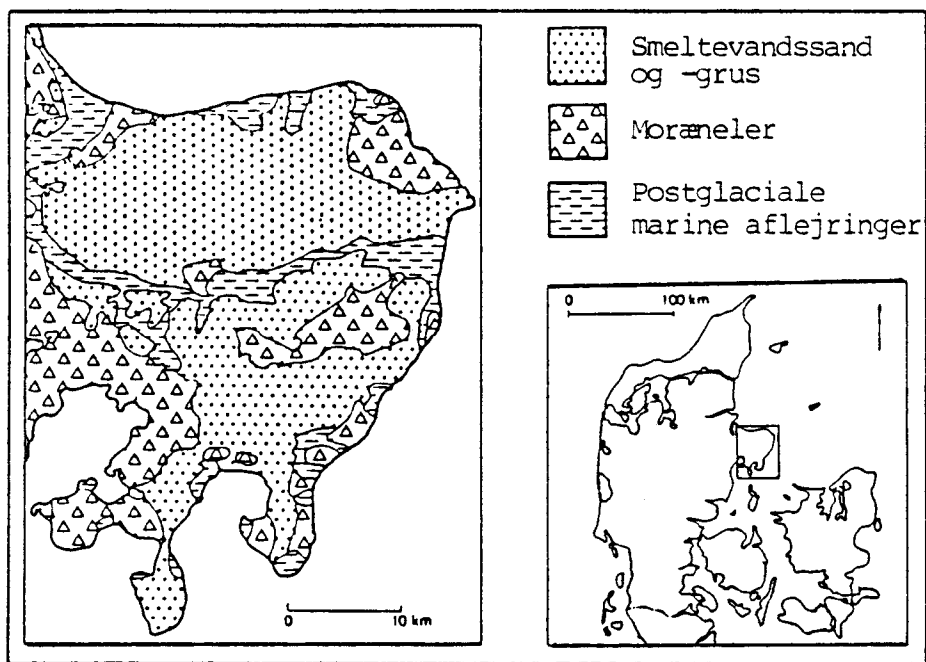 Smeltevandssand
og -grus
Moræneler
Postglaciale
marine aflejringer
0 100 km
0 10 km